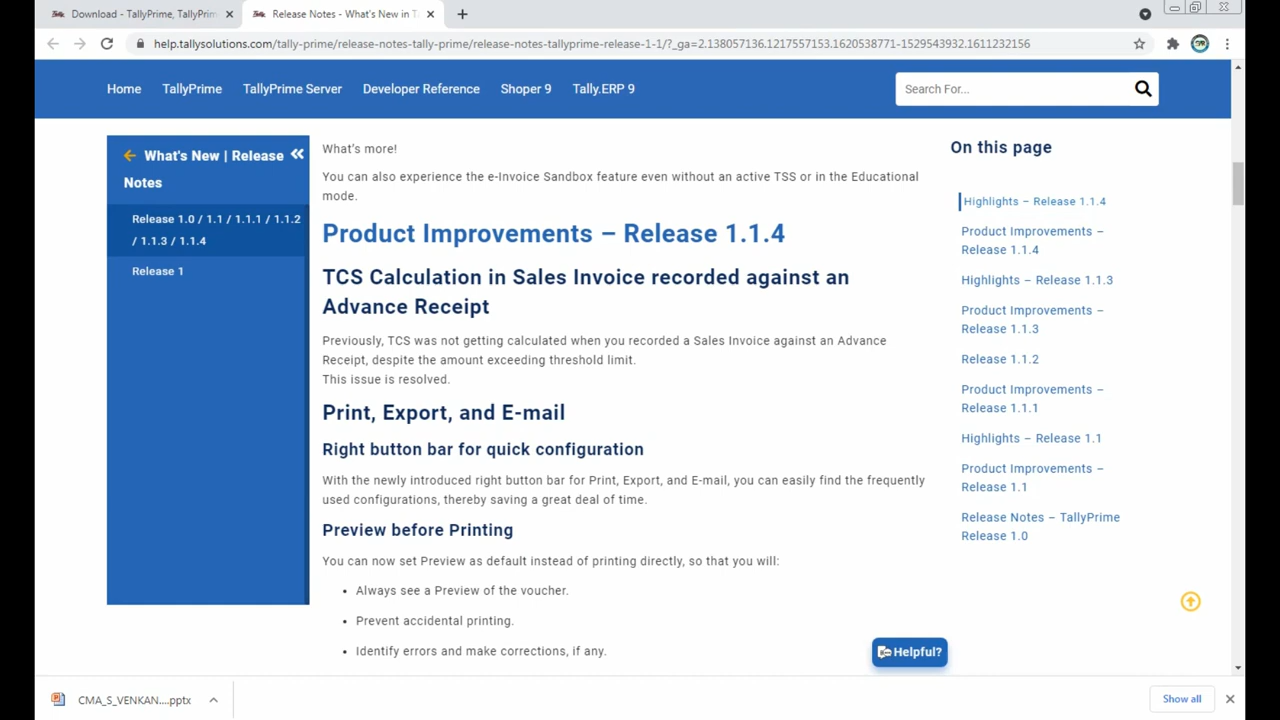 Download - TallyPrime, TallyPrim
Release Notes - What's New in T
help.tallysolutions.com/tally-prime/release-notes-tally-prime/release-notes-tallyprime-release-1-1/?_ga=2.138057136.1217557153.1620538771-1529543932.1611232156
Home TallyPrime TallyPrime Server Developer Reference Shoper 9 Tally.ERP 9
Search For...
What's New | Release
Notes
Release 1.0 / 1.1 / 1.1.1 / 1.1.2
/ 1.1.3 / 1.1.4
Release 1
What's more!
You can also experience the e-Invoice Sandbox feature even without an active TSS or in the Educational
mode.
Product Improvements – Release 1.1.4
TCS Calculation in Sales Invoice recorded against an
Advance Receipt
Previously, TCS was not getting calculated when you recorded a Sales Invoice against an Advance
Receipt, despite the amount exceeding threshold limit.
This issue is resolved.
Print, Export, and E-mail
Right button bar for quick configuration
With the newly introduced right button bar for Print, Export, and E-mail, you can easily find the frequently
used configurations, thereby saving a great deal of time.
Preview before Printing
You can now set Preview as default instead of printing directly, so that you will:
• Always see a Preview of the voucher.
• Prevent accidental printing.
• Identify errors and make corrections, if any.
On this page
Highlights – Release 1.1.4
Product Improvements –
Release 1.1.4
Highlights – Release 1.1.3
Product Improvements –
Release 1.1.3
Release 1.1.2
Product Improvements –
Release 1.1.1
Highlights – Release 1.1
Product Improvements –
Release 1.1
Release Notes – TallyPrime
Release 1.0
Helpful?
CMA_S_VENKAN....pptx
Show all